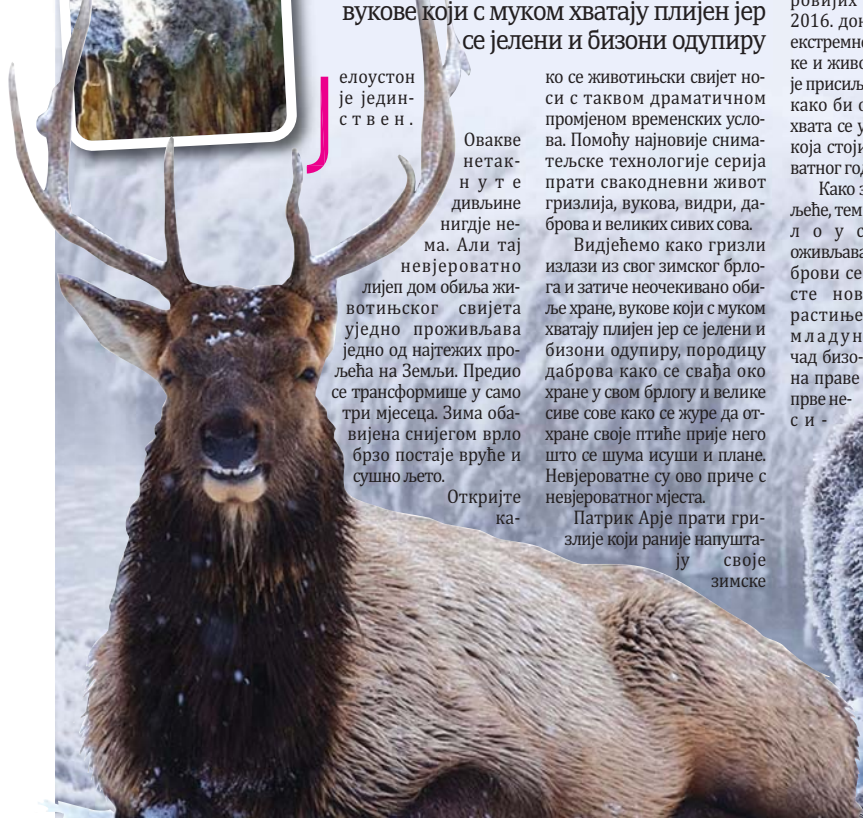 вукове који с муком хватају плијен јер
се јелени и бизони одупиру
Јелоустон
јеједин-
ствен.
Овакве
нетак-
нуте
дивљине
нигдје не-
ма. Али тај
невјероватно
лијеп дом обиља жи-
вотињског свијета
уједно проживљава
једно од најтежих про-
љећа на Земљи. Предио
се трансформише у само
три мјесеца. Зима оба-
вијена снијегом врло
брзо постаје вруће и
сушно љето.
Откријте
ка-
ко се животињски свијет но-
си с таквом драматичном
промјеном временских усло-
ва. Помоћу најновије снима-
тељске технологије серија
прати свакодневни живот
гризлија, вукова, видри, да-
брова и великих сивих сова.
Видјећемо како гризли
излази из свог зимског брло-
га и затиче неочекивано оби-
ље хране, вукове који с муком
хватају плијен јер се јелени и
бизони одупиру, породицу
даброва како се свађа око
хране у свом брлогу и велике
сиве сове како се журе да от-
хране своје птиће прије него
што се шума исуши и плане.
Невјероватне су ово приче с
невјероватног мјеста.
Патрик Арје прати гри-
злије који раније напушта-
ју своје
зимске
2016. дон
екстремн
ке и живо
је присиљ
како би с
хвата се у
која стоји
ватног го
Како з
љеће, тем
лоус
оживљава
брови се
сте нов
растиње
младун
чад бизо-
на праве
прве не-
си-